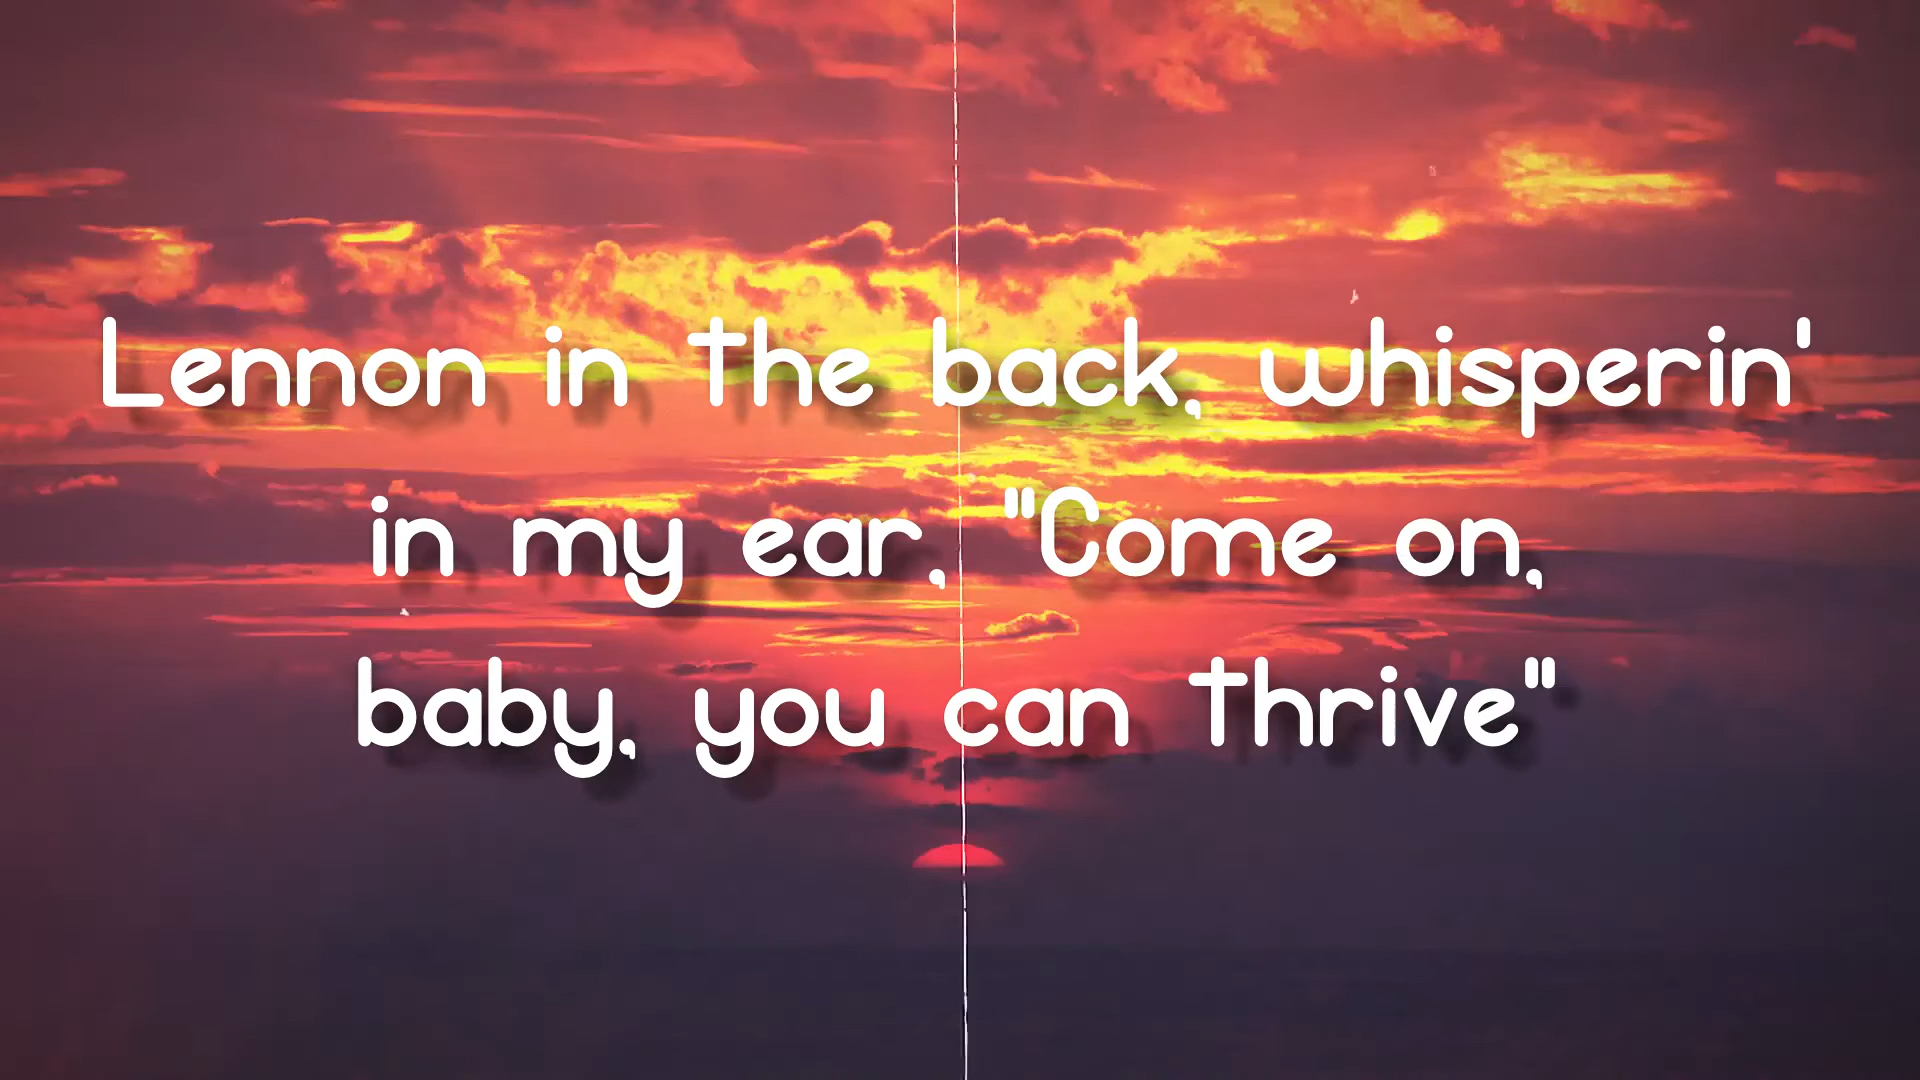 Lennon in the back, whisperin'
in my ear, "Come on,
baby, you can thrive"